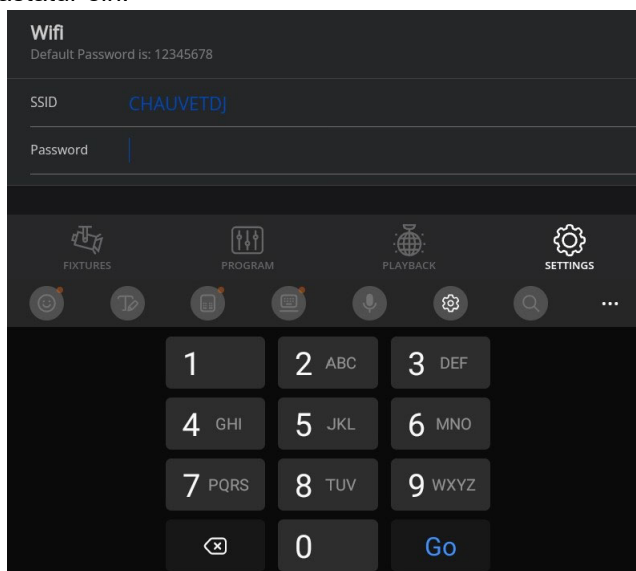 Wifi
Default Password is: 12345678
SSID CHAUVETDJ
Password
FIXTURES PROGRAM PLAYBACK SETTINGS
1 2 ABC 3 DEF
4 GHI 5 JKL 6 MNO
7 PQRS 8 TUV 9 WXYZ
0 Go